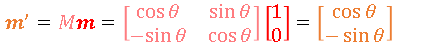 𝒎′ = 𝑀𝒎 = [cos 𝜃 sin 𝜃; −sin 𝜃 cos 𝜃] [1; 0] = [cos 𝜃; −sin 𝜃]